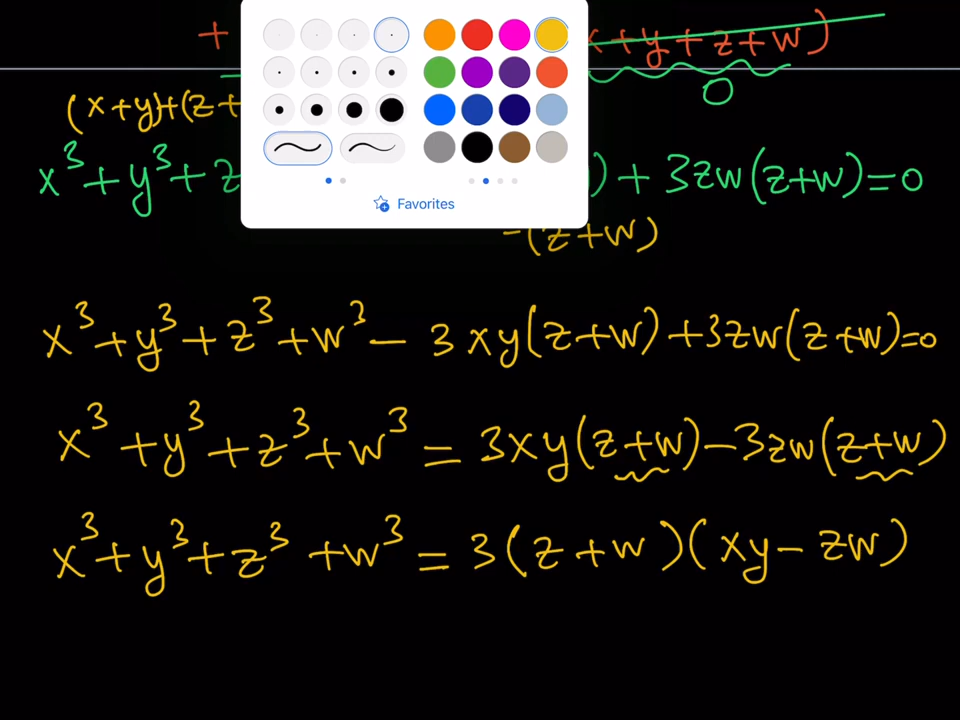 + x+y+z+w)
0
(x+y)+(z+
x³+y³+z ) + 3zw(z+w)=0
-(z+w)
x³+y³+z³+w³- 3xy(z+w)+3zw(z+w)=0
x³+y³+z³+w³ = 3xy(z+w)-3zw(z+w)
x³+y³+z³+w³ = 3(z+w)(xy-zw)
Favorites